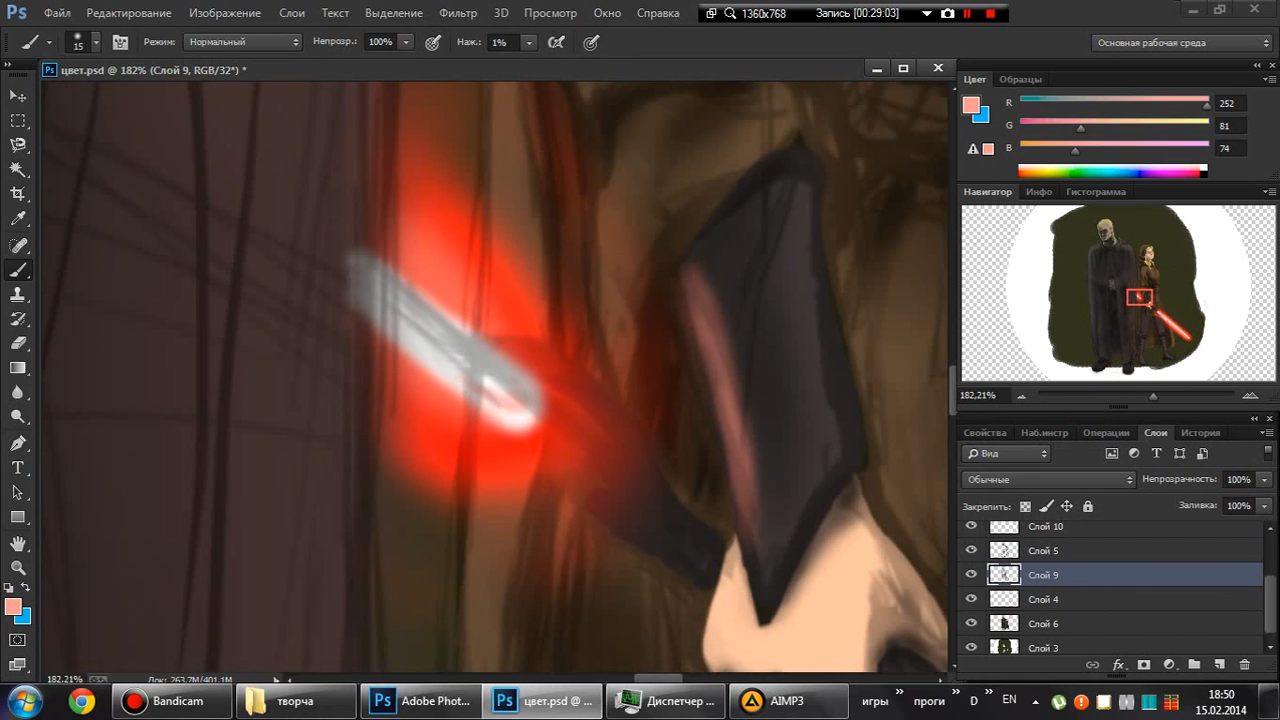 Ps Файл Редактирование Изображение Слои Текст Выделение Фильтр 3D Просмотр Окно Справка 1360x768 Запись [00:29:03]
15 Режим: Нормальный Непрозр.: 100% Наж.: 1% Основная рабочая среда
цвет.psd @ 182% (Слой 9, RGB/32*) *
Цвет Образцы
R 252
G 81
B 74
Навигатор Инфо Гистограмма
182,21%
Свойства Наб.инстр Операции Слои История
Вид
Обычные Непрозрачность: 100%
Закрепить: Заливка: 100%
Слой 10
Слой 5
Слой 9
Слой 4
Слой 6
Слой 3
182,21% Док: 263,7M/401,1M
Bandicam творча Ps Adobe Phot... Ps цвет.psd @ ... Диспетчер ... AIMP3 игры » проги » D » EN 18:50
15.02.2014